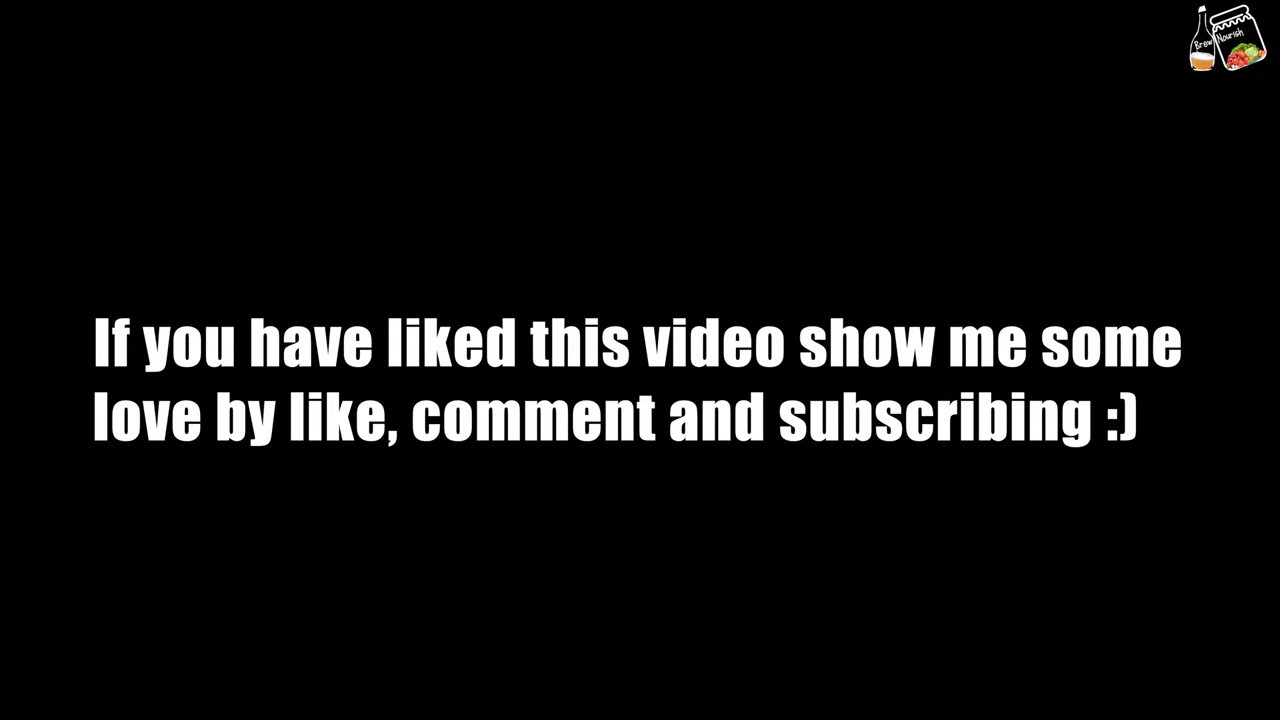 Brew Nourish
If you have liked this video show me some
love by like, comment and subscribing :)